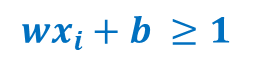 wxᵢ + b ≥ 1